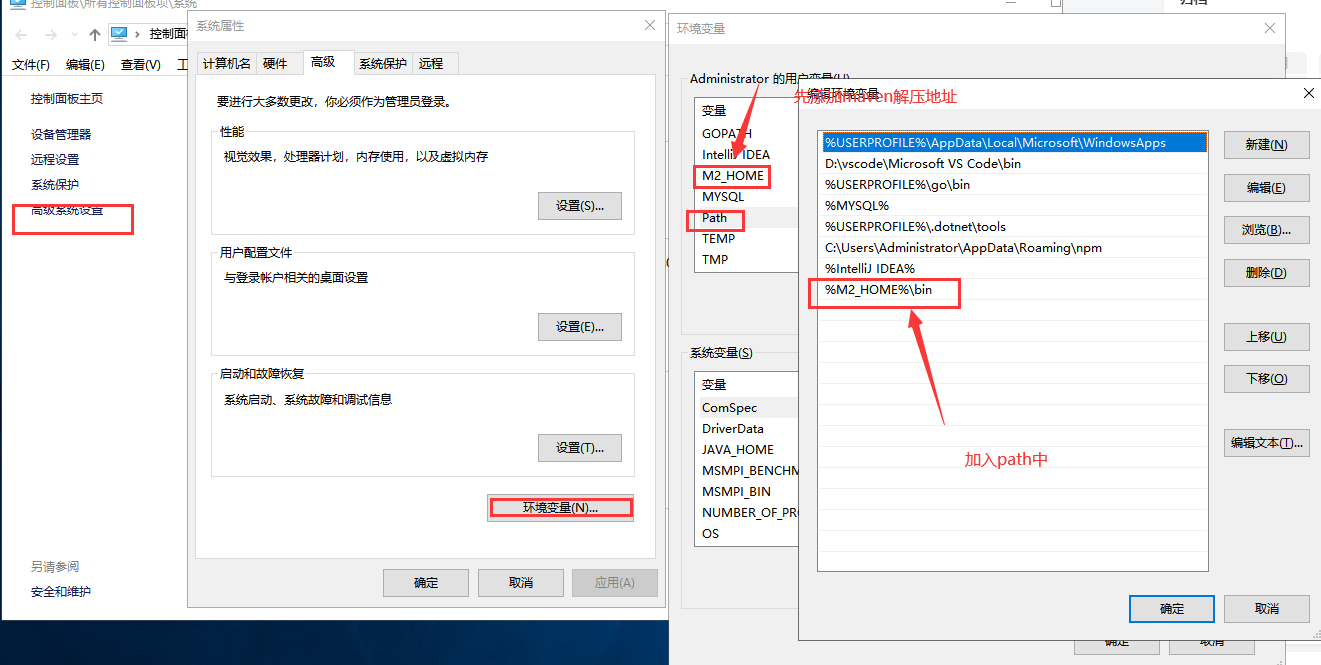 控制面板\所有控制面板项\系统
控制面
文件(F) 编辑(E) 查看(V) 工
控制面板主页
设备管理器
远程设置
系统保护
高级系统设置
另请参阅
安全和维护
系统属性
计算机名 硬件 高级 系统保护 远程
要进行大多数更改，你必须作为管理员登录。
性能
视觉效果，处理器计划，内存使用，以及虚拟内存
设置(S)...
用户配置文件
与登录帐户相关的桌面设置
设置(E)...
启动和故障恢复
系统启动、系统故障和调试信息
设置(T)...
环境变量(N)...
确定 取消 应用(A)
归档
环境变量
Administrator 的用户变量(U)
变量
GOPATH
IntelliJ IDEA
M2_HOME
MYSQL
Path
TEMP
TMP
系统变量(S)
变量
ComSpec
DriverData
JAVA_HOME
MSMPI_BENCHM
MSMPI_BIN
NUMBER_OF_PRO
OS
确定 取消
编辑环境变量
先添加maven解压地址
%USERPROFILE%\AppData\Local\Microsoft\WindowsApps
D:\vscode\Microsoft VS Code\bin
%USERPROFILE%\go\bin
%MYSQL%
%USERPROFILE%\.dotnet\tools
C:\Users\Administrator\AppData\Roaming\npm
%IntelliJ IDEA%
%M2_HOME%\bin
加入path中
新建(N)
编辑(E)
浏览(B)...
删除(D)
上移(U)
下移(O)
编辑文本(T)...
确定 取消